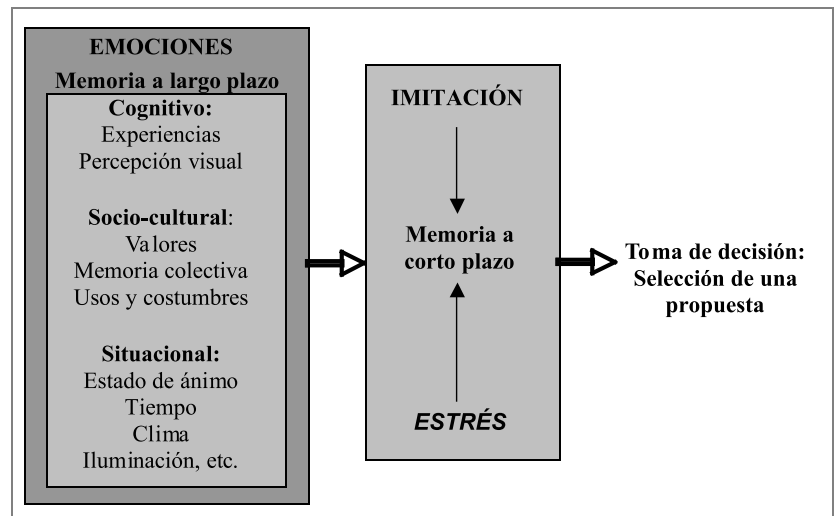 EMOCIONES
Memoria a largo plazo
Cognitivo:
Experiencias
Percepción visual
Socio-cultural:
Valores
Memoria colectiva
Usos y costumbres
Situacional:
Estado de ánimo
Tiempo
Clima
Iluminación, etc.
IMITACIÓN
Memoria a
corto plazo
ESTRÉS
Toma de decisión:
Selección de una
propuesta